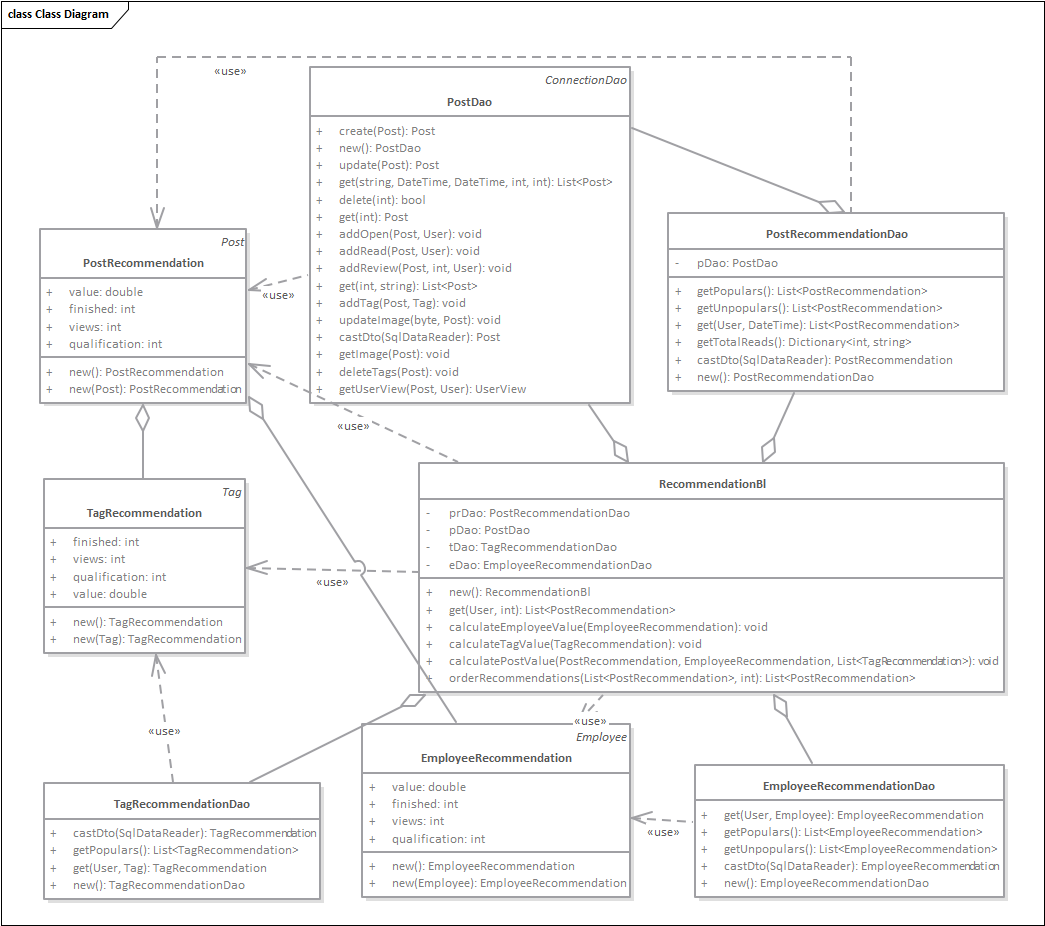 class Class Diagram
«use»
ConnectionDao
PostDao
+ create(Post): Post
+ new(): PostDao
+ update(Post): Post
+ get(string, DateTime, DateTime, int, int): List<Post>
+ delete(int): bool
+ get(int): Post
+ addOpen(Post, User): void
+ addRead(Post, User): void
+ addReview(Post, int, User): void
+ get(int, string): List<Post>
+ addTag(Post, Tag): void
+ updateImage(byte, Post): void
+ castDto(SqlDataReader): Post
+ getImage(Post): void
+ deleteTags(Post): void
+ getUserView(Post, User): UserView
PostRecommendationDao
- pDao: PostDao
+ getPopulars(): List<PostRecommendation>
+ getUnpopulars(): List<PostRecommendation>
+ get(User, DateTime): List<PostRecommendation>
+ getTotalReads(): Dictionary<int, string>
+ castDto(SqlDataReader): PostRecommendation
+ new(): PostRecommendationDao
Post
PostRecommendation
+ value: double
+ finished: int
+ views: int
+ qualification: int
+ new(): PostRecommendation
+ new(Post): PostRecommendation
«use»
«use»
RecommendationBl
- prDao: PostRecommendationDao
- pDao: PostDao
- tDao: TagRecommendationDao
- eDao: EmployeeRecommendationDao
+ new(): RecommendationBl
+ get(User, int): List<PostRecommendation>
+ calculateEmployeeValue(EmployeeRecommendation): void
+ calculateTagValue(TagRecommendation): void
+ calculatePostValue(PostRecommendation, EmployeeRecommendation, List<TagRecommendation>): void
+ orderRecommendations(List<PostRecommendation>, int): List<PostRecommendation>
Tag
TagRecommendation
+ finished: int
+ views: int
+ qualification: int
+ value: double
+ new(): TagRecommendation
+ new(Tag): TagRecommendation
«use»
«use»
«use»
TagRecommendationDao
+ castDto(SqlDataReader): TagRecommendation
+ getPopulars(): List<TagRecommendation>
+ get(User, Tag): TagRecommendation
+ new(): TagRecommendationDao
Employee
EmployeeRecommendation
+ value: double
+ finished: int
+ views: int
+ qualification: int
+ new(): EmployeeRecommendation
+ new(Employee): EmployeeRecommendation
«use»
EmployeeRecommendationDao
+ get(User, Employee): EmployeeRecommendation
+ getPopulars(): List<EmployeeRecommendation>
+ getUnpopulars(): List<EmployeeRecommendation>
+ castDto(SqlDataReader): EmployeeRecommendation
+ new(): EmployeeRecommendationDao